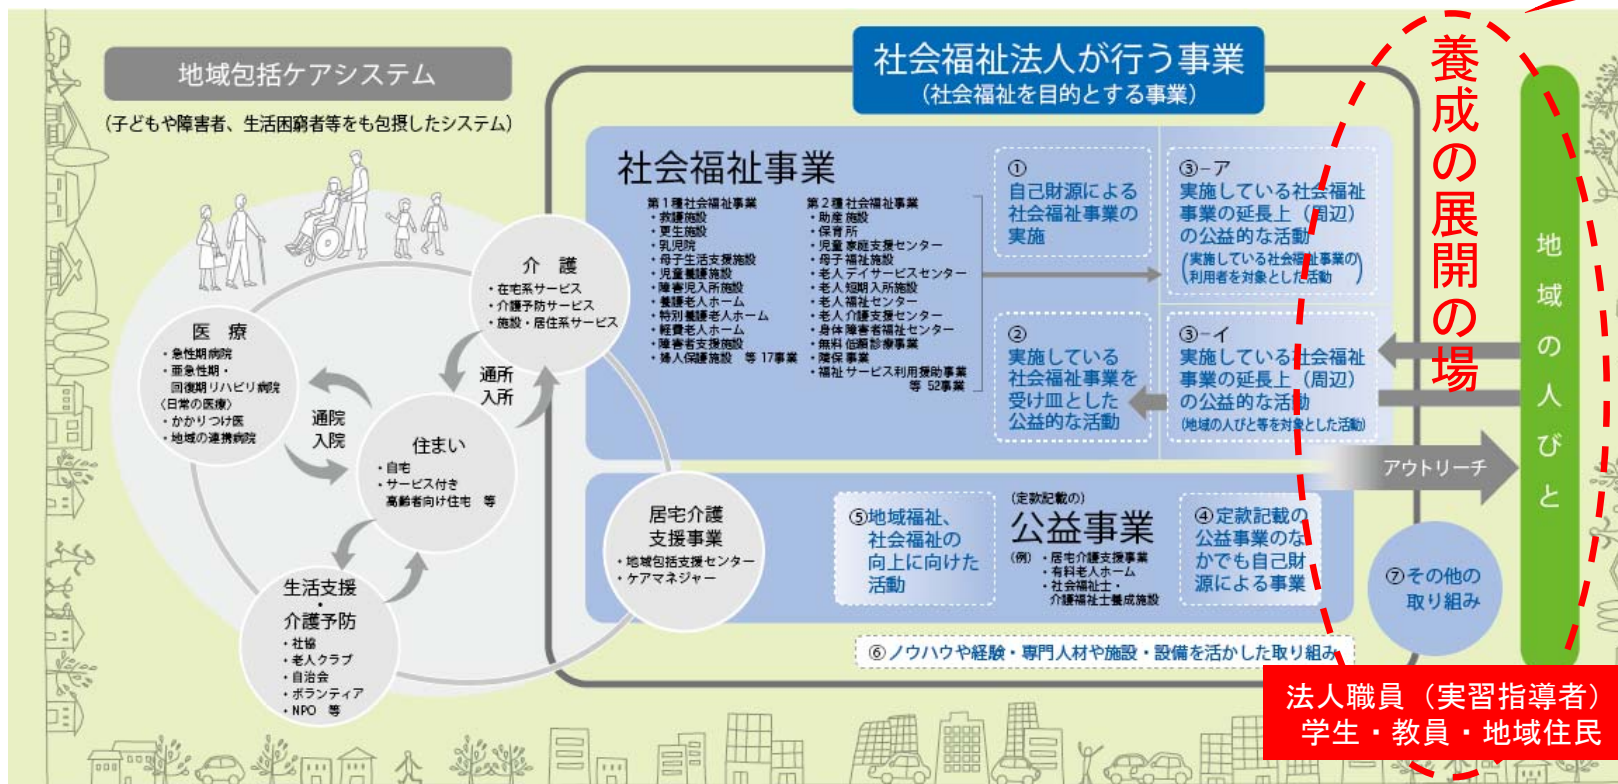 地域包括ケアシステム
(子どもや障害者、生活困窮者等をも包摂したシステム)
医 療
・急性期病院
・亜急性期・
回復期リハビリ病院
〈日常の医療〉
・かかりつけ医
・地域の連携病院
介 護
・在宅系サービス
・介護予防サービス
・施設・居住系サービス
通院
入院
通所
入所
住まい
・自宅
・サービス付き
高齢者向け住宅 等
生活支援
・
介護予防
・社協
・老人クラブ
・自治会
・ボランティア
・NPO 等
居宅介護
支援事業
・地域包括支援センター
・ケアマネジャー
社会福祉法人が行う事業
(社会福祉を目的とする事業)
社会福祉事業
第1種社会福祉事業
・救護施設
・更生施設
・乳児院
・母子生活支援施設
・児童養護施設
・障害児入所施設
・養護老人ホーム
・特別養護老人ホーム
・軽費老人ホーム
・障害者支援施設
・婦人保護施設 等 17事業
第2種社会福祉事業
・助産施設
・保育所
・児童家庭支援センター
・母子福祉施設
・老人デイサービスセンター
・老人短期入所施設
・老人福祉センター
・老人介護支援センター
・身体障害者福祉センター
・無料低額診療事業
・隣保事業
・福祉サービス利用援助事業
等 52事業
①
自己財源による
社会福祉事業の
実施
②
実施している
社会福祉事業を
受け皿とした
公益的な活動
③-ア
実施している社会福祉
事業の延長上(周辺)
の公益的な活動
(実施している社会福祉事業の
利用者を対象とした活動)
③-イ
実施している社会福祉
事業の延長上(周辺)
の公益的な活動
(地域の人びと等を対象とした活動)
アウトリーチ
⑤地域福祉、
社会福祉の
向上に向けた
活動
(定款記載の)
公益事業
(例) ・居宅介護支援事業
・有料老人ホーム
・社会福祉士・
介護福祉士養成施設
④定款記載の
公益事業のな
かでも自己財
源による事業
⑥ノウハウや経験・専門人材や施設・設備を活かした取り組み
⑦その他の
取り組み
養成の展開の場
地域の人びと
法人職員(実習指導者)
学生・教員・地域住民